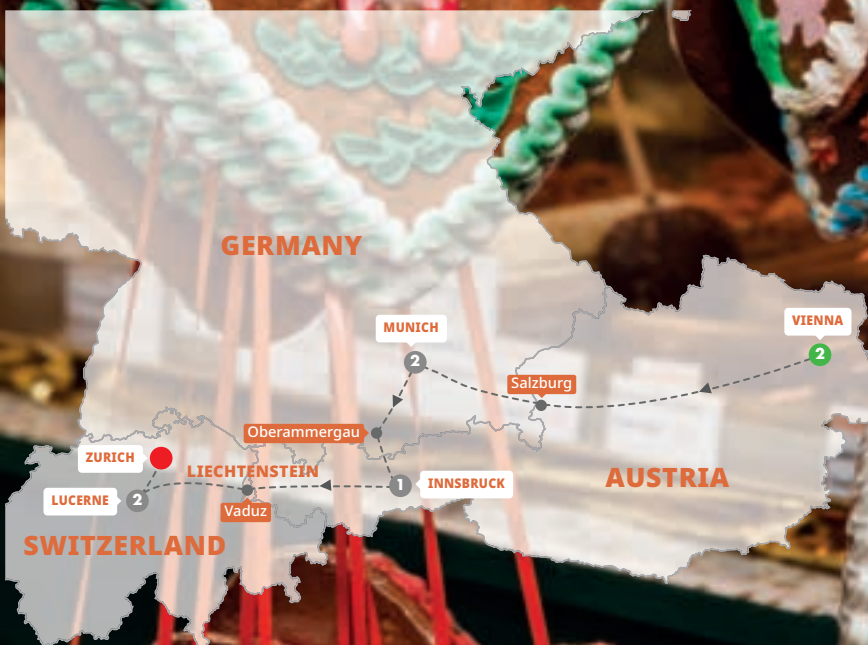 GERMANY
MUNICH
2
VIENNA
2
Salzburg
Oberammergau
ZURICH
LIECHTENSTEIN
1
INNSBRUCK
AUSTRIA
LUCERNE
2
Vaduz
SWITZERLAND